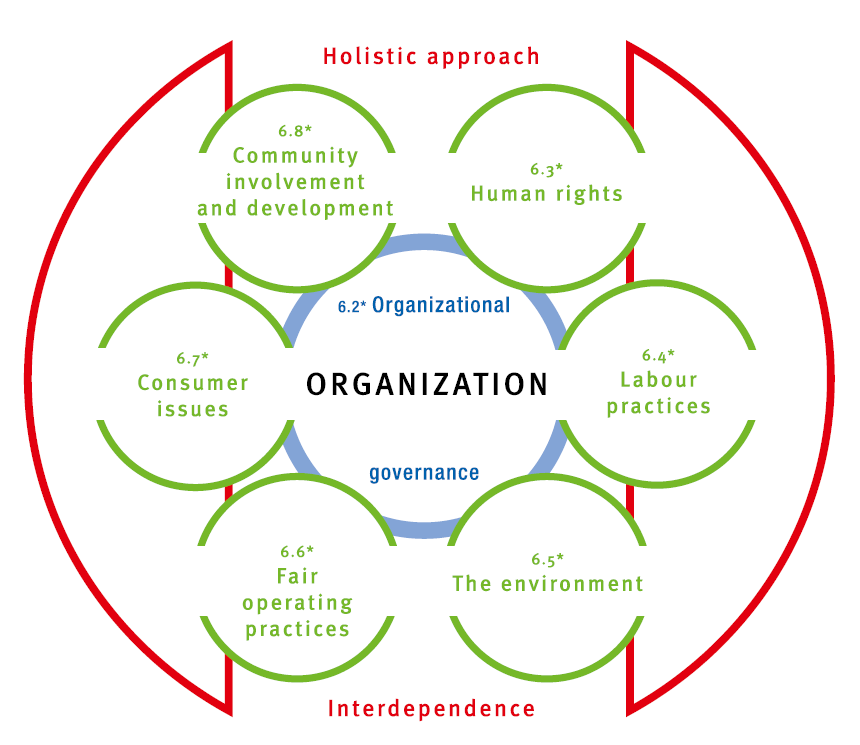 Holistic approach
6.8*
Community
involvement
and development
6.3*
Human rights
6.2* Organizational
6.7*
Consumer
issues
ORGANIZATION
6.4*
Labour
practices
governance
6.6*
Fair
operating
practices
6.5*
The environment
Interdependence